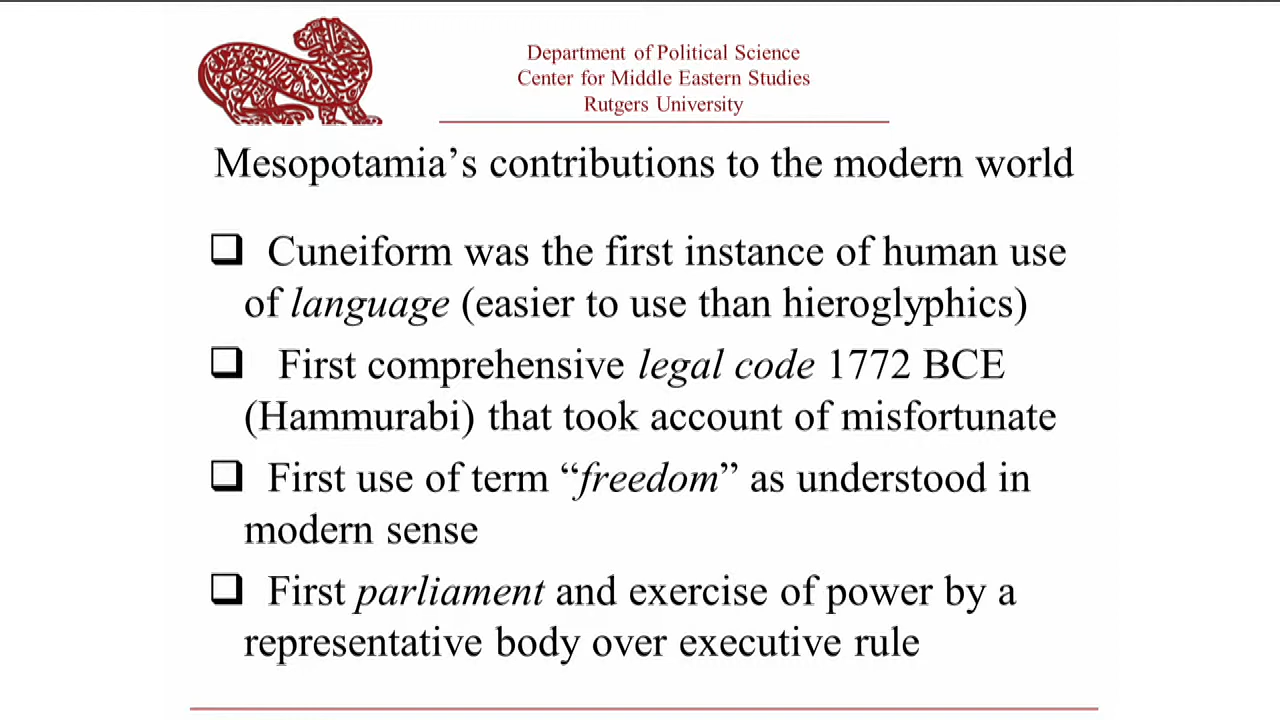 Department of Political Science
Center for Middle Eastern Studies
Rutgers University
Mesopotamia’s contributions to the modern world
❑ Cuneiform was the first instance of human use
of language (easier to use than hieroglyphics)
❑ First comprehensive legal code 1772 BCE
(Hammurabi) that took account of misfortunate
❑ First use of term “freedom” as understood in
modern sense
❑ First parliament and exercise of power by a
representative body over executive rule